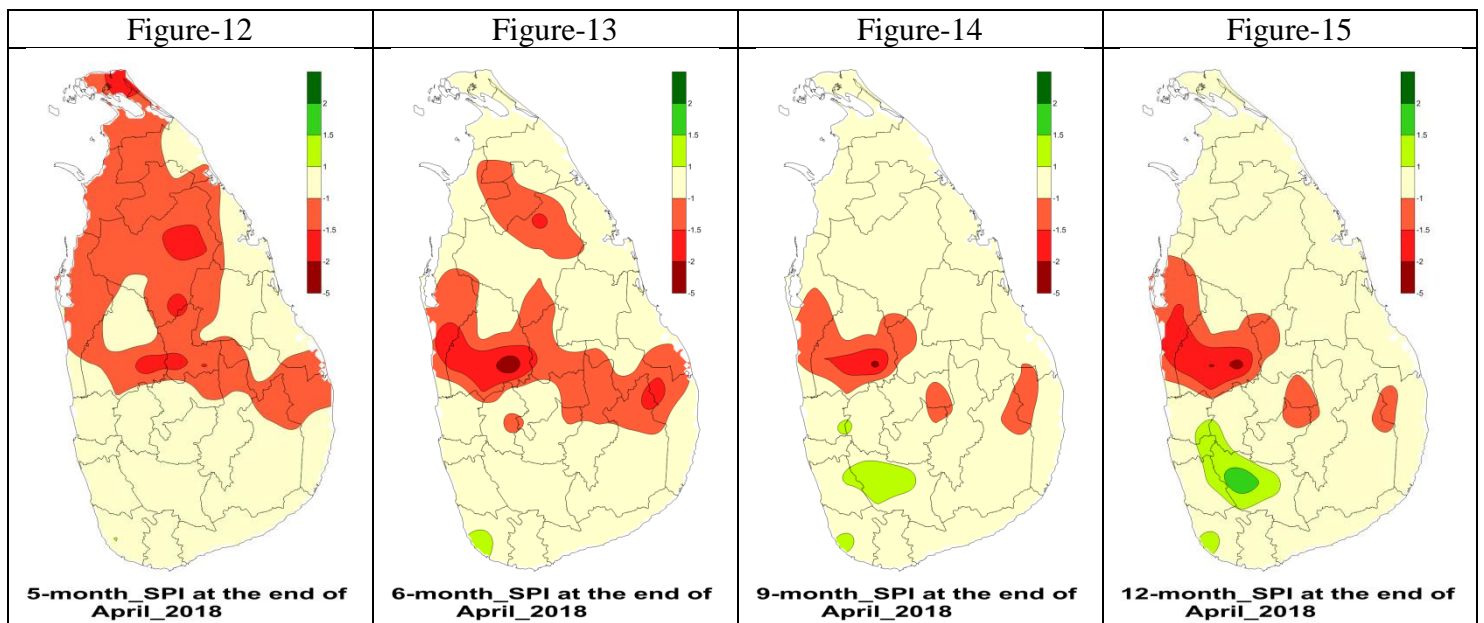 Figure-12
Figure-13
Figure-14
Figure-15
2
1.5
1
-1
-1.5
-2
-5
2
1.5
1
-1
-1.5
-2
-5
2
1.5
1
-1
-1.5
-2
-5
2
1.5
1
-1
-1.5
-2
-5
5-month_SPI at the end of
April_2018
6-month_SPI at the end of
April_2018
9-month_SPI at the end of
April_2018
12-month_SPI at the end of
April_2018